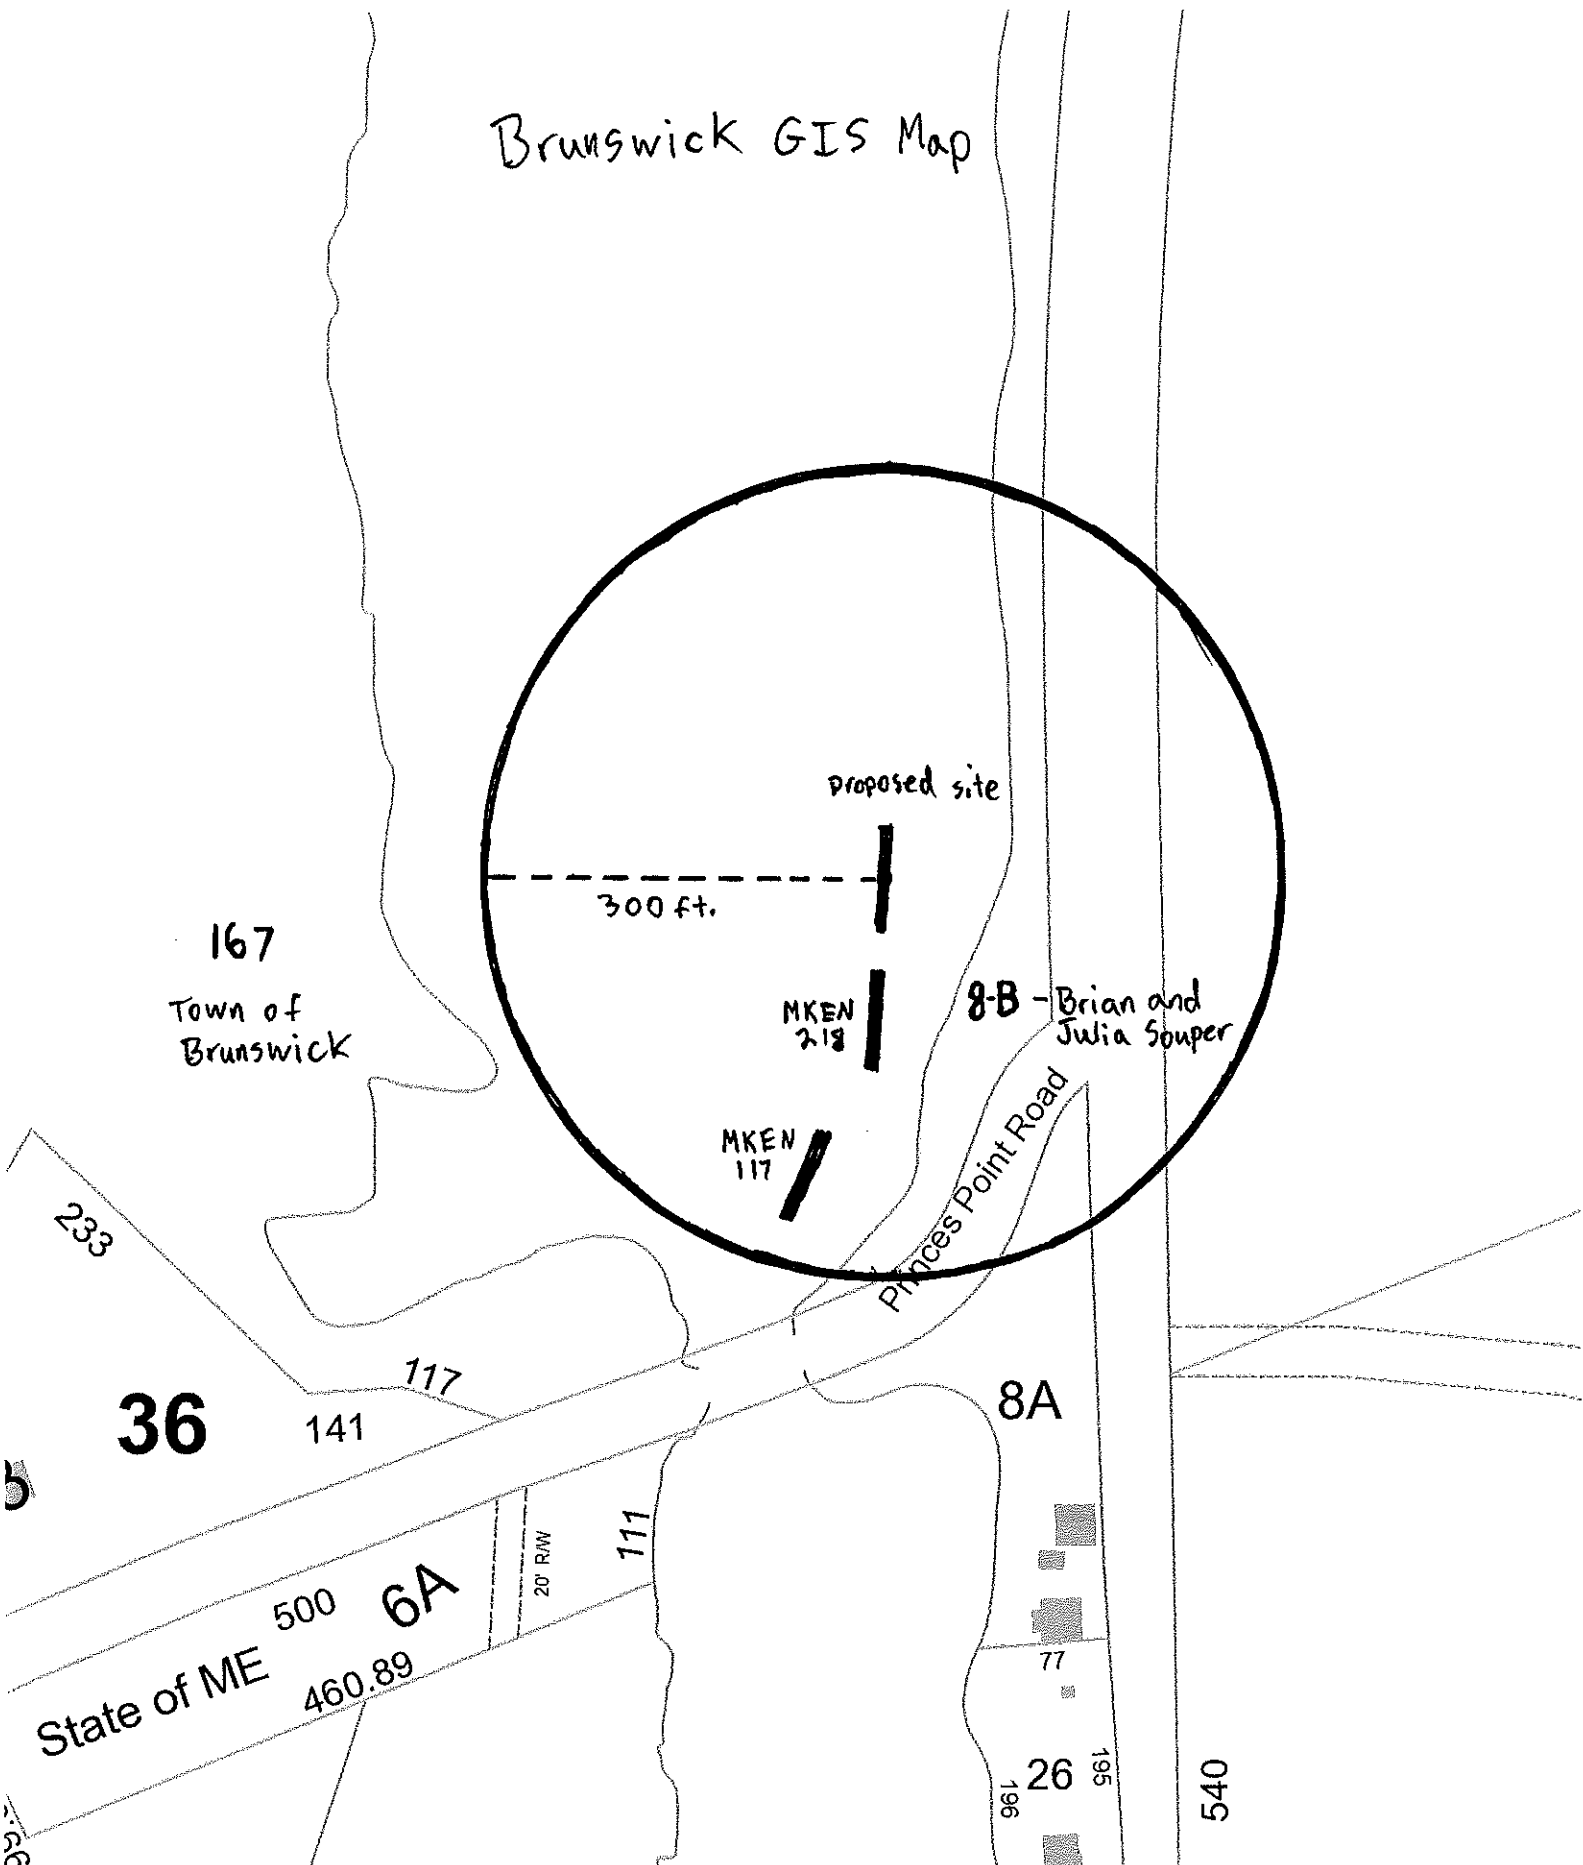 Brunswick GIS Map
proposed site
300 ft.
167
Town of
Brunswick
MKEN
218
8-B - Brian and
Julia Souper
MKEN
117
Princes Point Road
233
117
36
141
8A
111
20' R/W
500
6A
State of ME
460.89
77
26
195
196
540